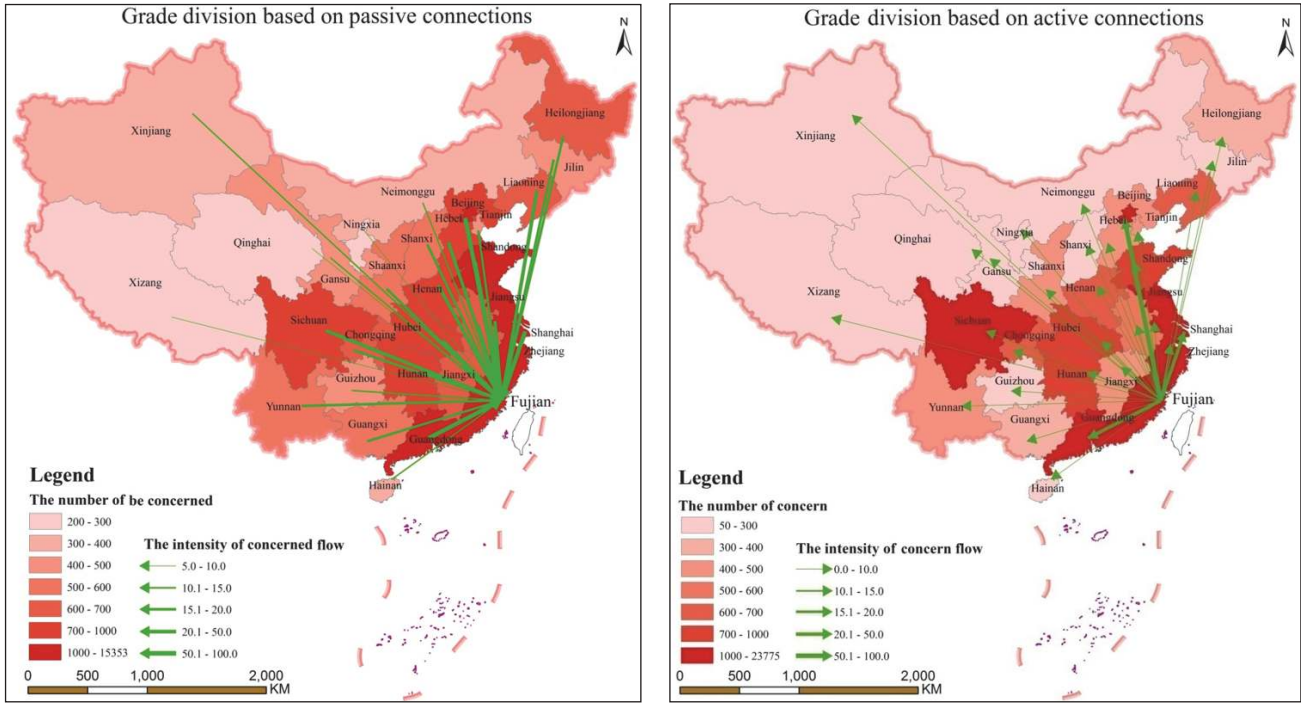 Grade division based on passive connections
N
Heilongjiang
Xinjiang
Jilin
Liaoning
Neimonggu
Beijing
Hebei
Tianjin
Ningxia
Shanxi
Qinghai
Shandong
Shaanxi
Gansu
Henan
Jiangsu
Xizang
Sichuan
Hubei
Chongqing
Shanghai
Zhejiang
Hunan
Jiangxi
Guizhou
Yunnan
Fujian
Guangxi
Guangdong
Hainan
Legend
The number of be concerned
200 - 300
300 - 400
400 - 500
500 - 600
600 - 700
700 - 1000
1000 - 15353
The intensity of concerned flow
5.0 - 10.0
10.1 - 15.0
15.1 - 20.0
20.1 - 50.0
50.1 - 100.0
0 500 1,000 2,000
KM
Grade division based on active connections
N
Heilongjiang
Xinjiang
Jilin
Liaoning
Neimonggu
Beijing
Hebei
Tianjin
Ningxia
Shanxi
Qinghai
Shandong
Gansu
Shaanxi
Henan
Xizang
Jiangsu
Sichuan
Hubei
Chongqing
Shanghai
Zhejiang
Hunan
Jiangxi
Guizhou
Yunnan
Fujian
Guangxi
Guangdong
Hainan
Legend
The number of concern
50 - 300
300 - 400
400 - 500
500 - 600
600 - 700
700 - 1000
1000 - 23775
The intensity of concern flow
0.0 - 10.0
10.1 - 15.0
15.1 - 20.0
20.1 - 50.0
50.1 - 100.0
0 500 1,000 2,000
KM